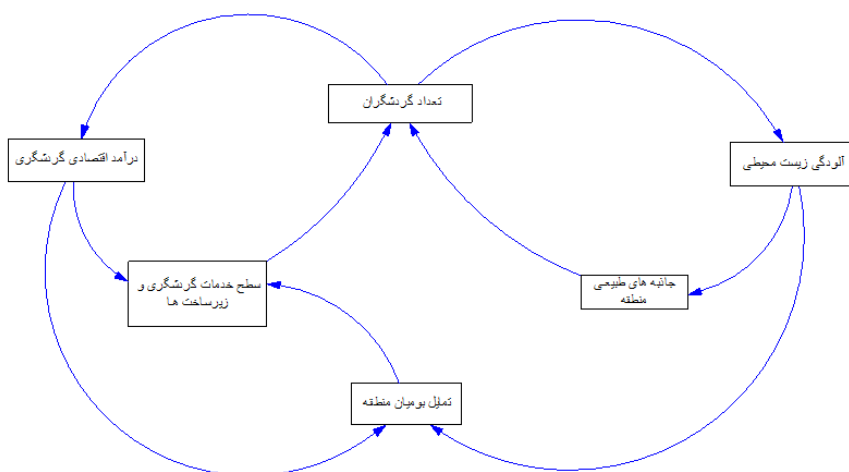 تعداد گردشگران
درآمد اقتصادی گردشگری
آلودگی زیست محیطی
سطح خدمات گردشگری و
زیرساخت ها
جاذبه های طبیعی
منطقه
تمایل بومیان منطقه